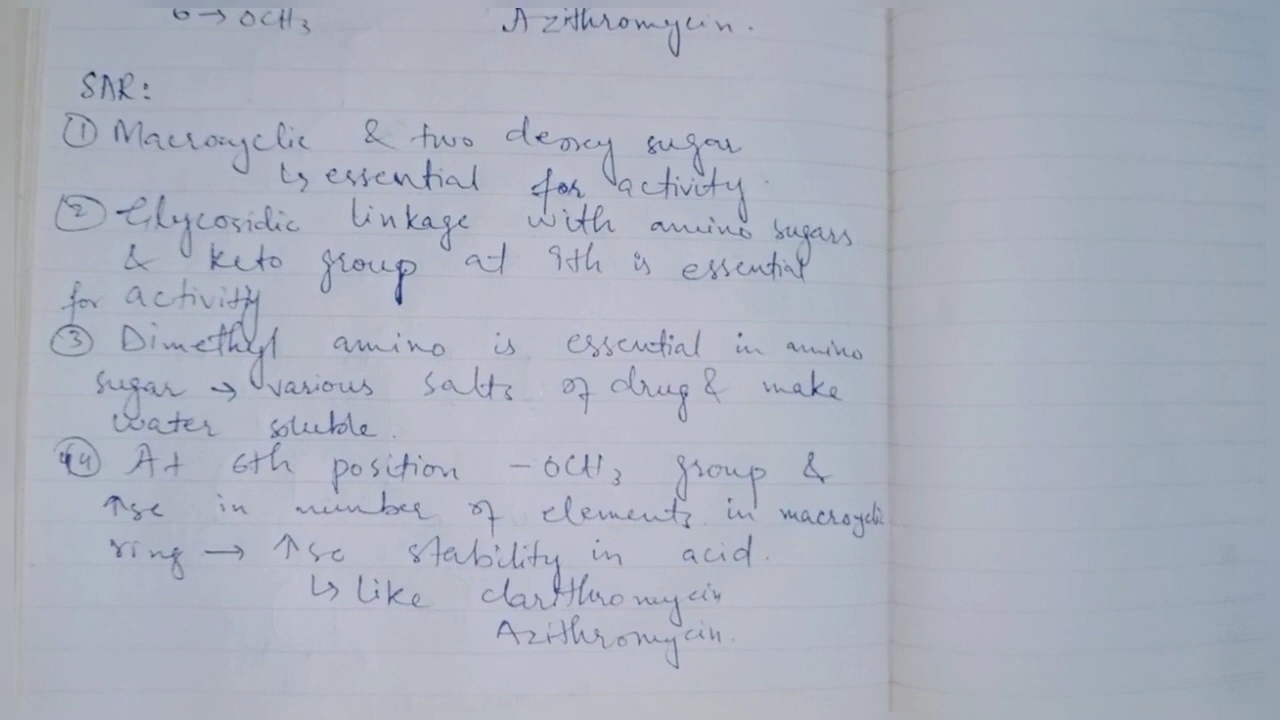 6 → OCH3 Azithromycin.
SAR:
① Macrocyclic & two deoxy sugar
↳ essential for activity
② Glycosidic linkage with amino sugars
& keto group at 9th is essential
for activity
③ Dimethyl amino is essential in amino
sugar → various salts of drug & make
water soluble.
④ At 6th position -OCH3 group &
↑se in number of elements in macrocyclic
ring → ↑se stability in acid.
↳ like clarithromycin
Azithromycin.